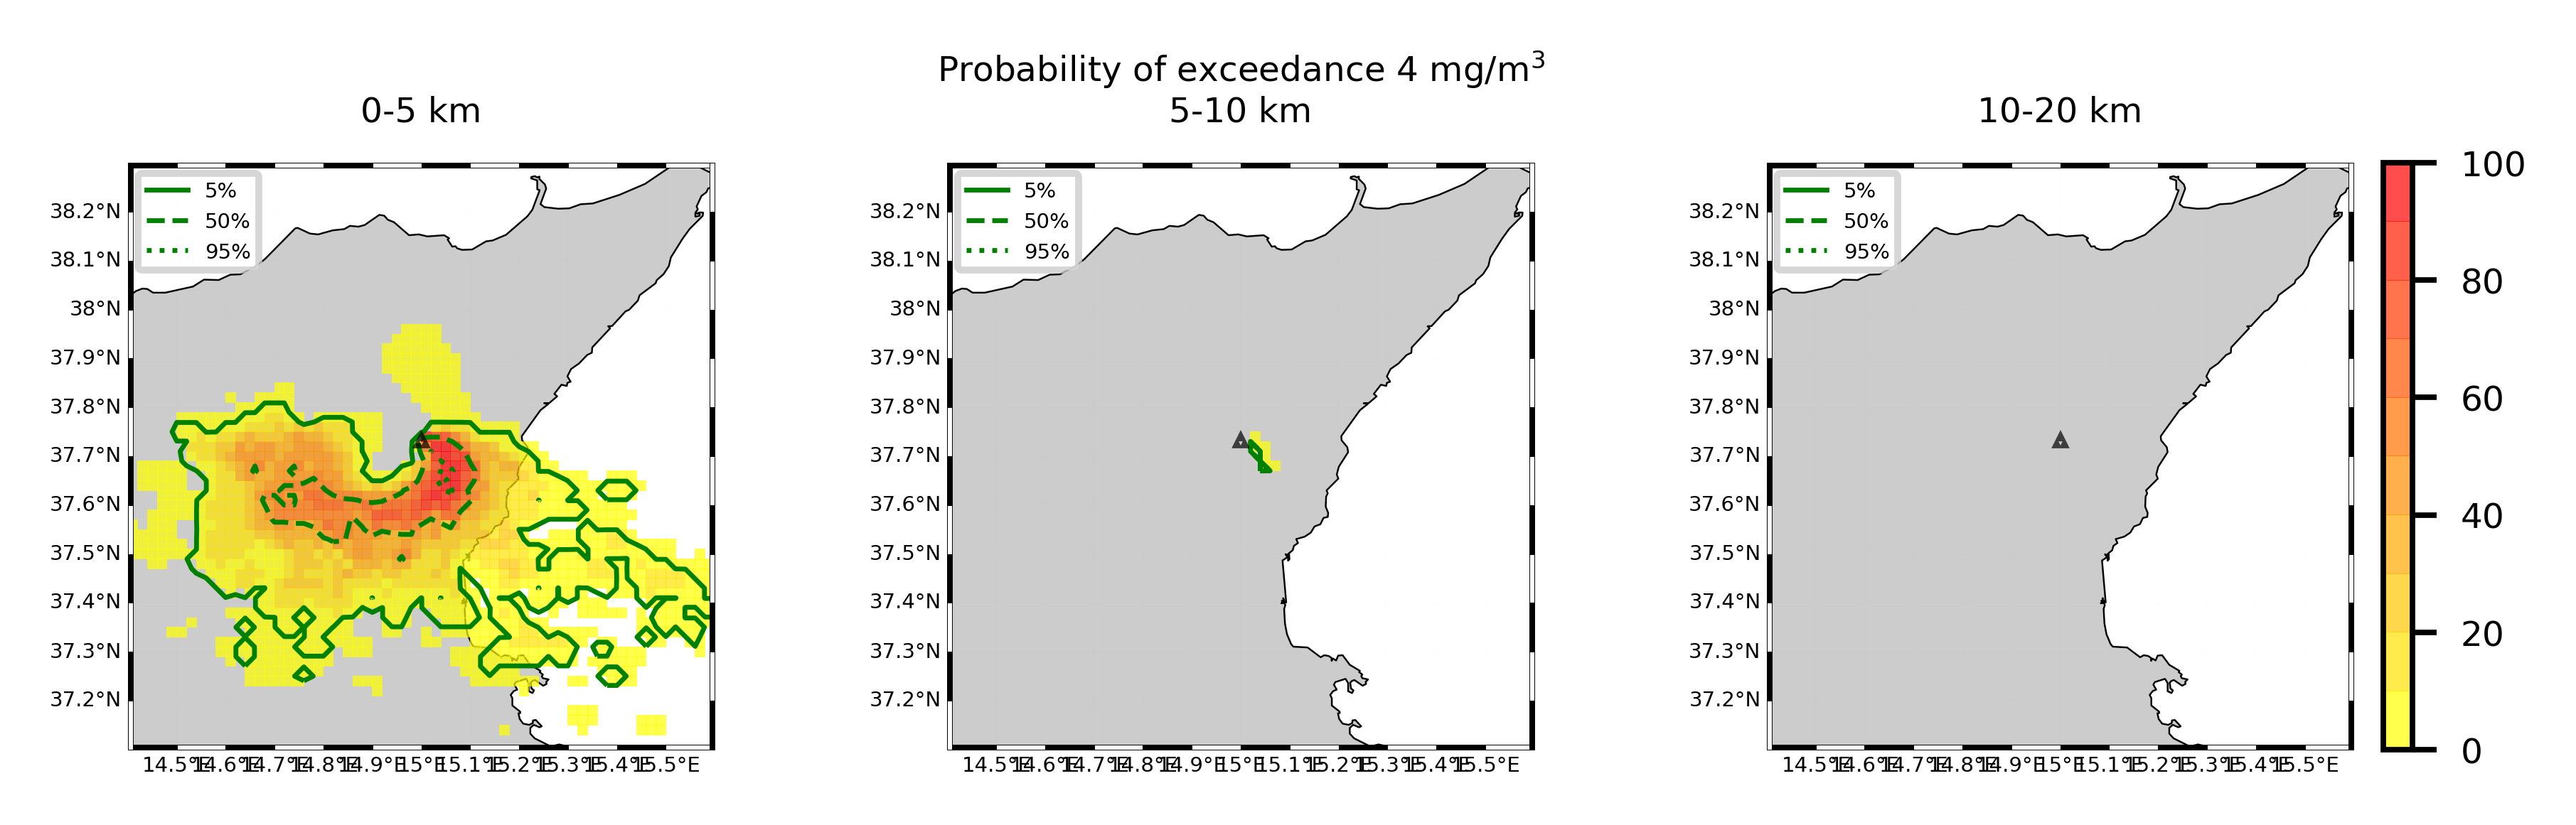 Probability of exceedance 4 mg/m³
0-5 km
5%
50%
95%
38.2°N
38.1°N
38°N
37.9°N
37.8°N
37.7°N
37.6°N
37.5°N
37.4°N
37.3°N
37.2°N
14.5°E 14.6°E 14.7°E 14.8°E 14.9°E 15°E 15.1°E 15.2°E 15.3°E 15.4°E 15.5°E
5-10 km
5%
50%
95%
38.2°N
38.1°N
38°N
37.9°N
37.8°N
37.7°N
37.6°N
37.5°N
37.4°N
37.3°N
37.2°N
14.5°E 14.6°E 14.7°E 14.8°E 14.9°E 15°E 15.1°E 15.2°E 15.3°E 15.4°E 15.5°E
10-20 km
5%
50%
95%
38.2°N
38.1°N
38°N
37.9°N
37.8°N
37.7°N
37.6°N
37.5°N
37.4°N
37.3°N
37.2°N
14.5°E 14.6°E 14.7°E 14.8°E 14.9°E 15°E 15.1°E 15.2°E 15.3°E 15.4°E 15.5°E
100
80
60
40
20
0